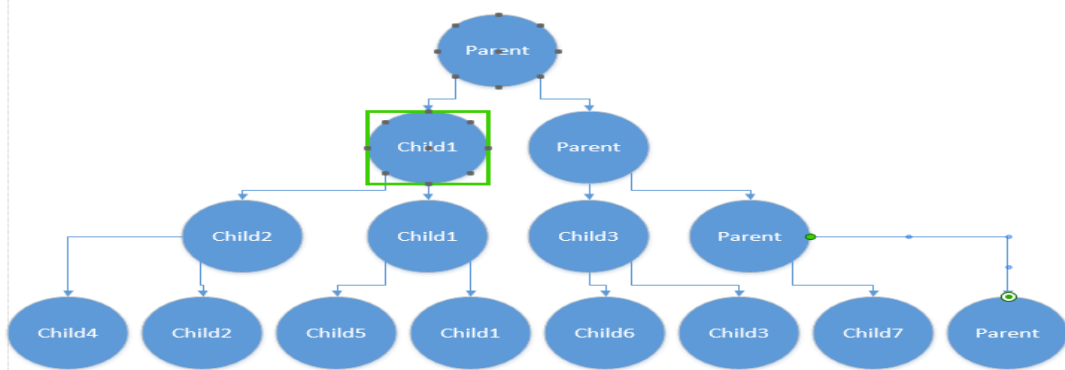 Parent
Child1 Parent
Child2 Child1 Child3 Parent
Child4 Child2 Child5 Child1 Child6 Child3 Child7 Parent